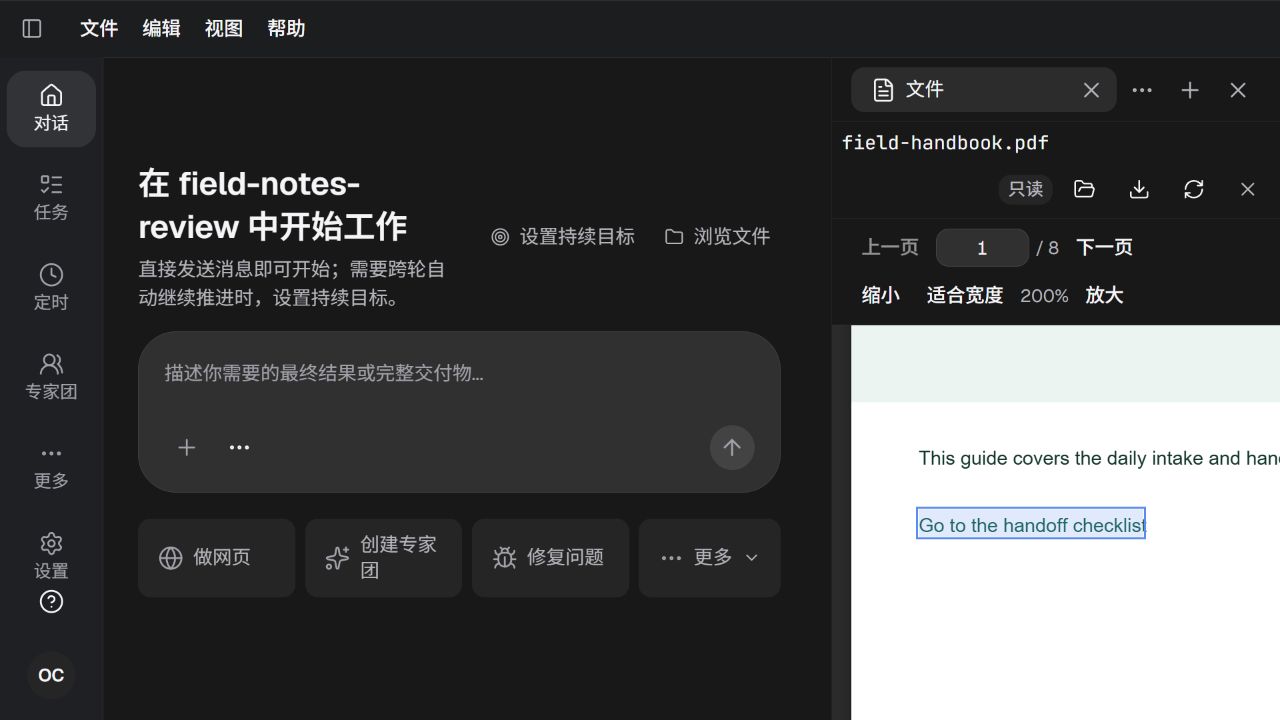 文件 编辑 视图 帮助
对话
任务
定时
专家团
更多
设置
OC
在 field-notes-
review 中开始工作
直接发送消息即可开始；需要跨轮自
动继续推进时，设置持续目标。
设置持续目标 浏览文件
描述你需要的最终结果或完整交付物...
做网页
创建专家
团
修复问题
更多
文件
field-handbook.pdf
只读
上一页 1 / 8 下一页
缩小 适合宽度 200% 放大
This guide covers the daily intake and
Go to the handoff checklist